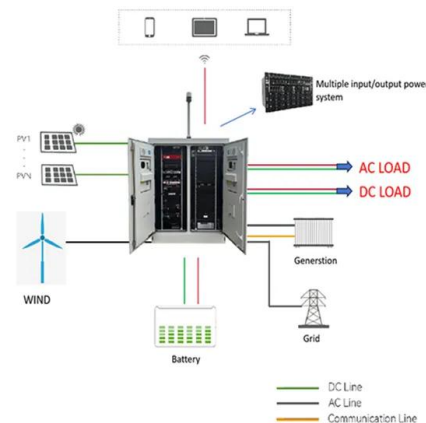 Multiple input/output power
system
PV1
PVN
AC LOAD
DC LOAD
WIND
Generstion
Grid
Battery
DC Line
AC Line
Communication Line